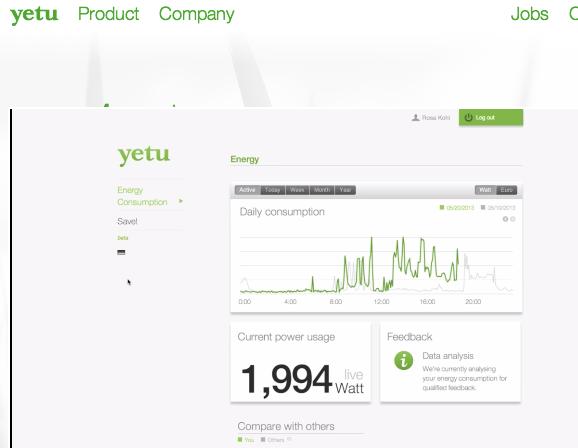 yetu Product Company Jobs
Rosa Kohl Log out
yetu
Energy
Energy
Consumption
Save!
beta
Active Today Week Month Year Watt Euro
Daily consumption
05/20/2013 05/19/2013
0:00 4:00 8:00 12:00 16:00 20:00
Current power usage
1,994 live
Watt
Feedback
Data analysis
We're currently analysing
your energy consumption for
qualified feedback.
Compare with others
You Others